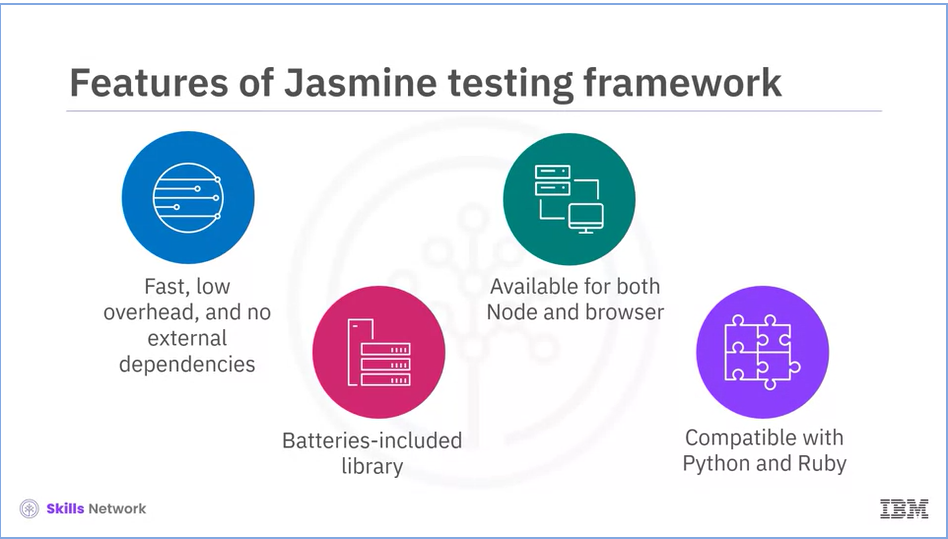 Features of Jasmine testing framework
Fast, low
overhead, and no
external
dependencies
Batteries-included
library
Available for both
Node and browser
Compatible with
Python and Ruby
Skills Network
IBM